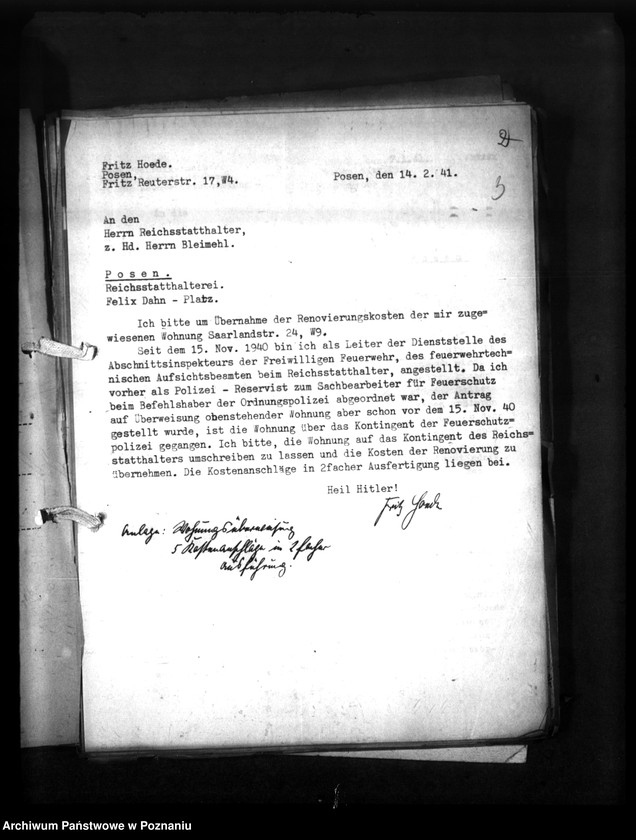 2
3
Fritz Hoede.
Posen,
Fritz Reuterstr. 17,W4.
Posen, den 14. 2. 41.
An den
Herrn Reichsstatthalter,
z. Hd. Herrn Bleimehl.
Posen.
Reichsstatthalterei.
Felix Dahn - Platz.
Ich bitte um Übernahme der Renovierungskosten der mir zuge=
wiesenen Wohnung Saarlandstr. 24, W9.
Seit dem 15. Nov. 1940 bin ich als Leiter der Dienststelle des
Abschnittsinspekteurs der Freiwilligen Feuerwehr, des feuerwehrtech=
nischen Aufsichtsbeamten beim Reichsstatthalter, angestellt. Da ich
vorher als Polizei - Reservist zum Sachbearbeiter für Feuerschutz
beim Befehlshaber der Ordnungspolizei abgeordnet war, der Antrag
auf Überweisung obenstehender Wohnung aber schon vor dem 15. Nov. 40
gestellt wurde, ist die Wohnung über das Kontingent der Feuerschutz=
polizei gegangen. Ich bitte, die Wohnung auf das Kontingent des Reichs=
statthalters umschreiben zu lassen und die Kosten der Renovierung zu
übernehmen. Die Kostenanschläge in 2facher Ausfertigung liegen bei.
Heil Hitler!
Fritz Hoede
Anlage: Wohnungsüberweisung
5 Kostenanschläge in 2facher
Ausführung.
Archiwum Państwowe w Poznaniu